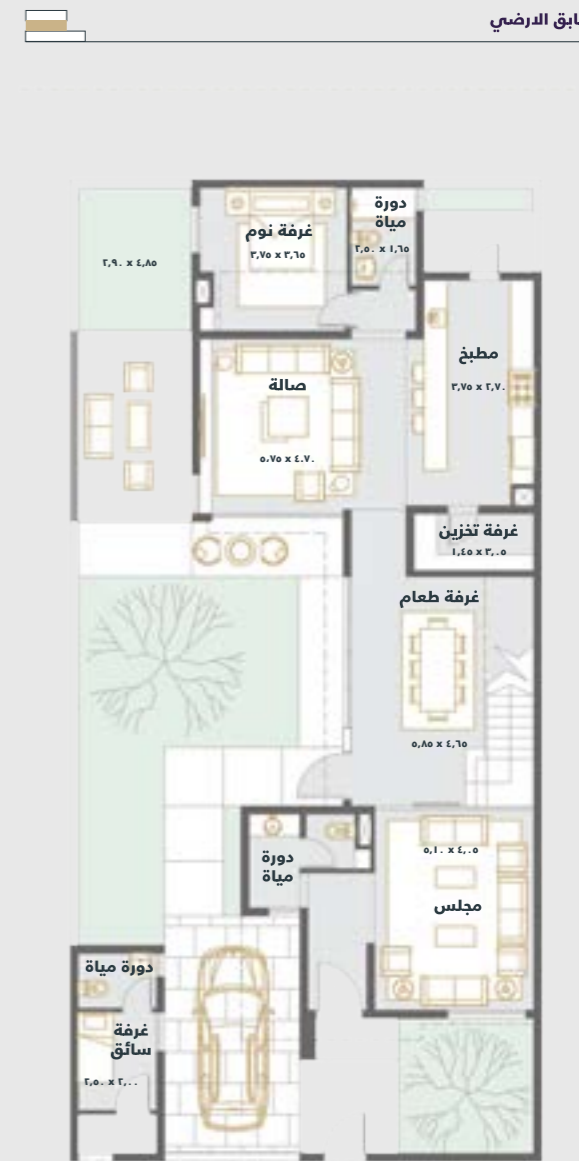 ابق الارضي
دورة
مياة
غرفة نوم
٣,٧٥ x ٣,٦٥
٢,٥٠ x ١,٦٥
٢,٩٠ x ٤,٨٥
مطبخ
٣,٧٥ x ٢,٧٠
صالة
٥,٧٥ x ٤,٧٠
غرفة تخزين
١,٤٥ x ٣,٠٥
غرفة طعام
٥,٨٥ x ٤,٦٥
٥,١٠ x ٤,٠٥
دورة
مياة
مجلس
دورة مياة
غرفة
سائق
٢,٥٠ x ٢,٠٠